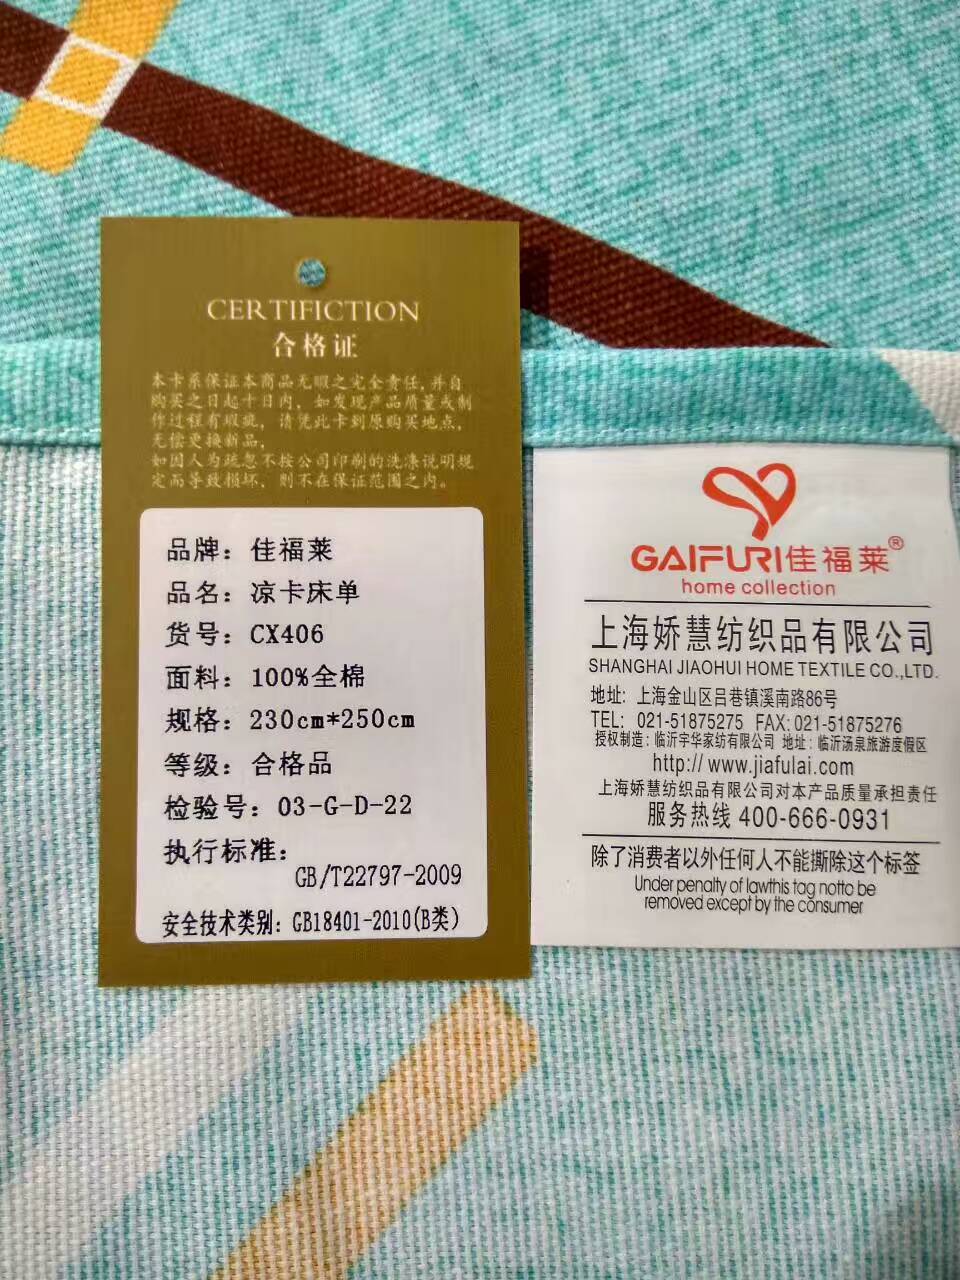 CERTIFICTION
合格证
本卡系保证本商品无暇之完全责任,并自
购买之日起十日内，如发现产品质量或制
作过程有瑕疵，请凭此卡到原购买地点，
无偿更换新品，
如因人为疏忽不按公司印刷的洗涤说明规
定而导致损坏，则不在保证范围之内。
品牌：佳福莱
品名：凉卡床单
货号：CX406
面料：100%全棉
规格：230cm*250cm
等级：合格品
检验号：03-G-D-22
执行标准：
GB/T22797-2009
安全技术类别：GB18401-2010(B类)
GAIFURI佳福莱®
home collection
上海娇慧纺织品有限公司
SHANGHAI JIAOHUI HOME TEXTILE CO.,LTD.
地址：上海金山区吕巷镇溪南路86号
TEL: 021-51875275 FAX: 021-51875276
授权制造：临沂宇华家纺有限公司 地址：临沂汤泉旅游度假区
http:// www.jiafulai.com
上海娇慧纺织品有限公司对本产品质量承担责任
服务热线 400-666-0931
除了消费者以外任何人不能撕除这个标签
Under penalty of lawthis tag notto be
removed except by the consumer